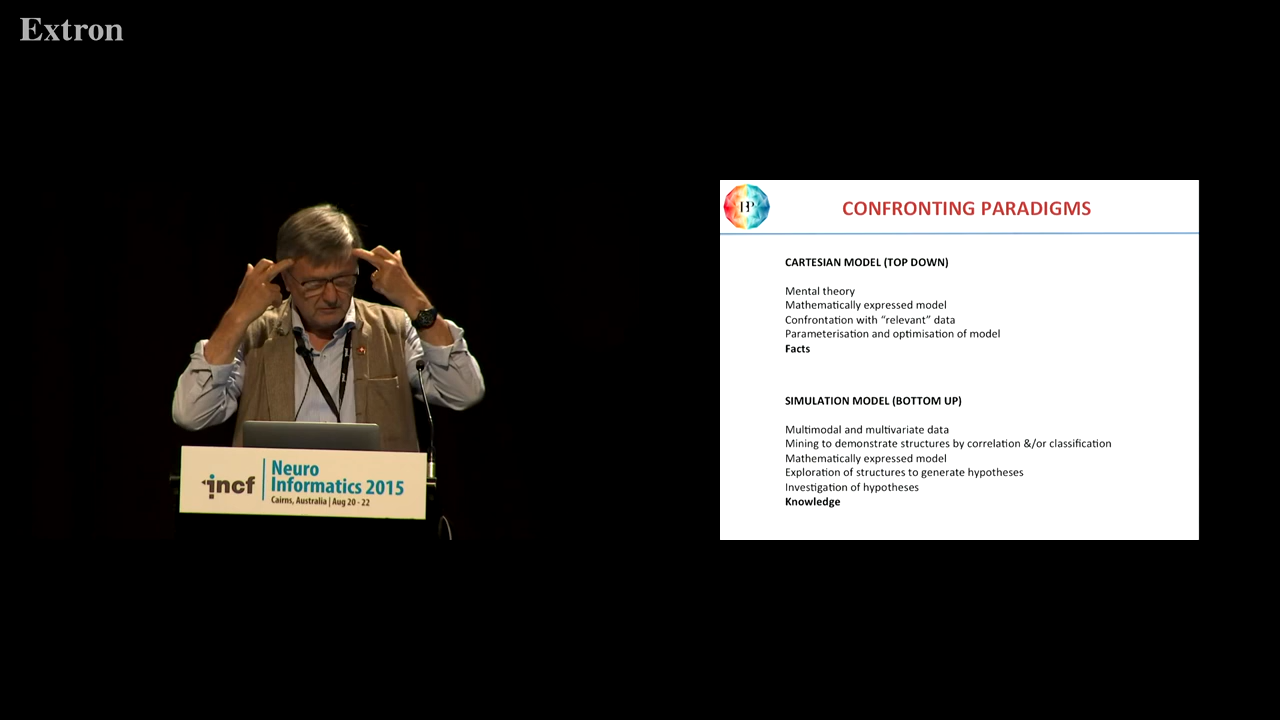 Extron
incf
Neuro
Informatics 2015
Cairns, Australia | Aug 20 - 22
CONFRONTING PARADIGMS
CARTESIAN MODEL (TOP DOWN)
Mental theory
Mathematically expressed model
Confrontation with “relevant” data
Parameterisation and optimisation of model
Facts
SIMULATION MODEL (BOTTOM UP)
Multimodal and multivariate data
Mining to demonstrate structures by correlation &/or classification
Mathematically expressed model
Exploration of structures to generate hypotheses
Investigation of hypotheses
Knowledge